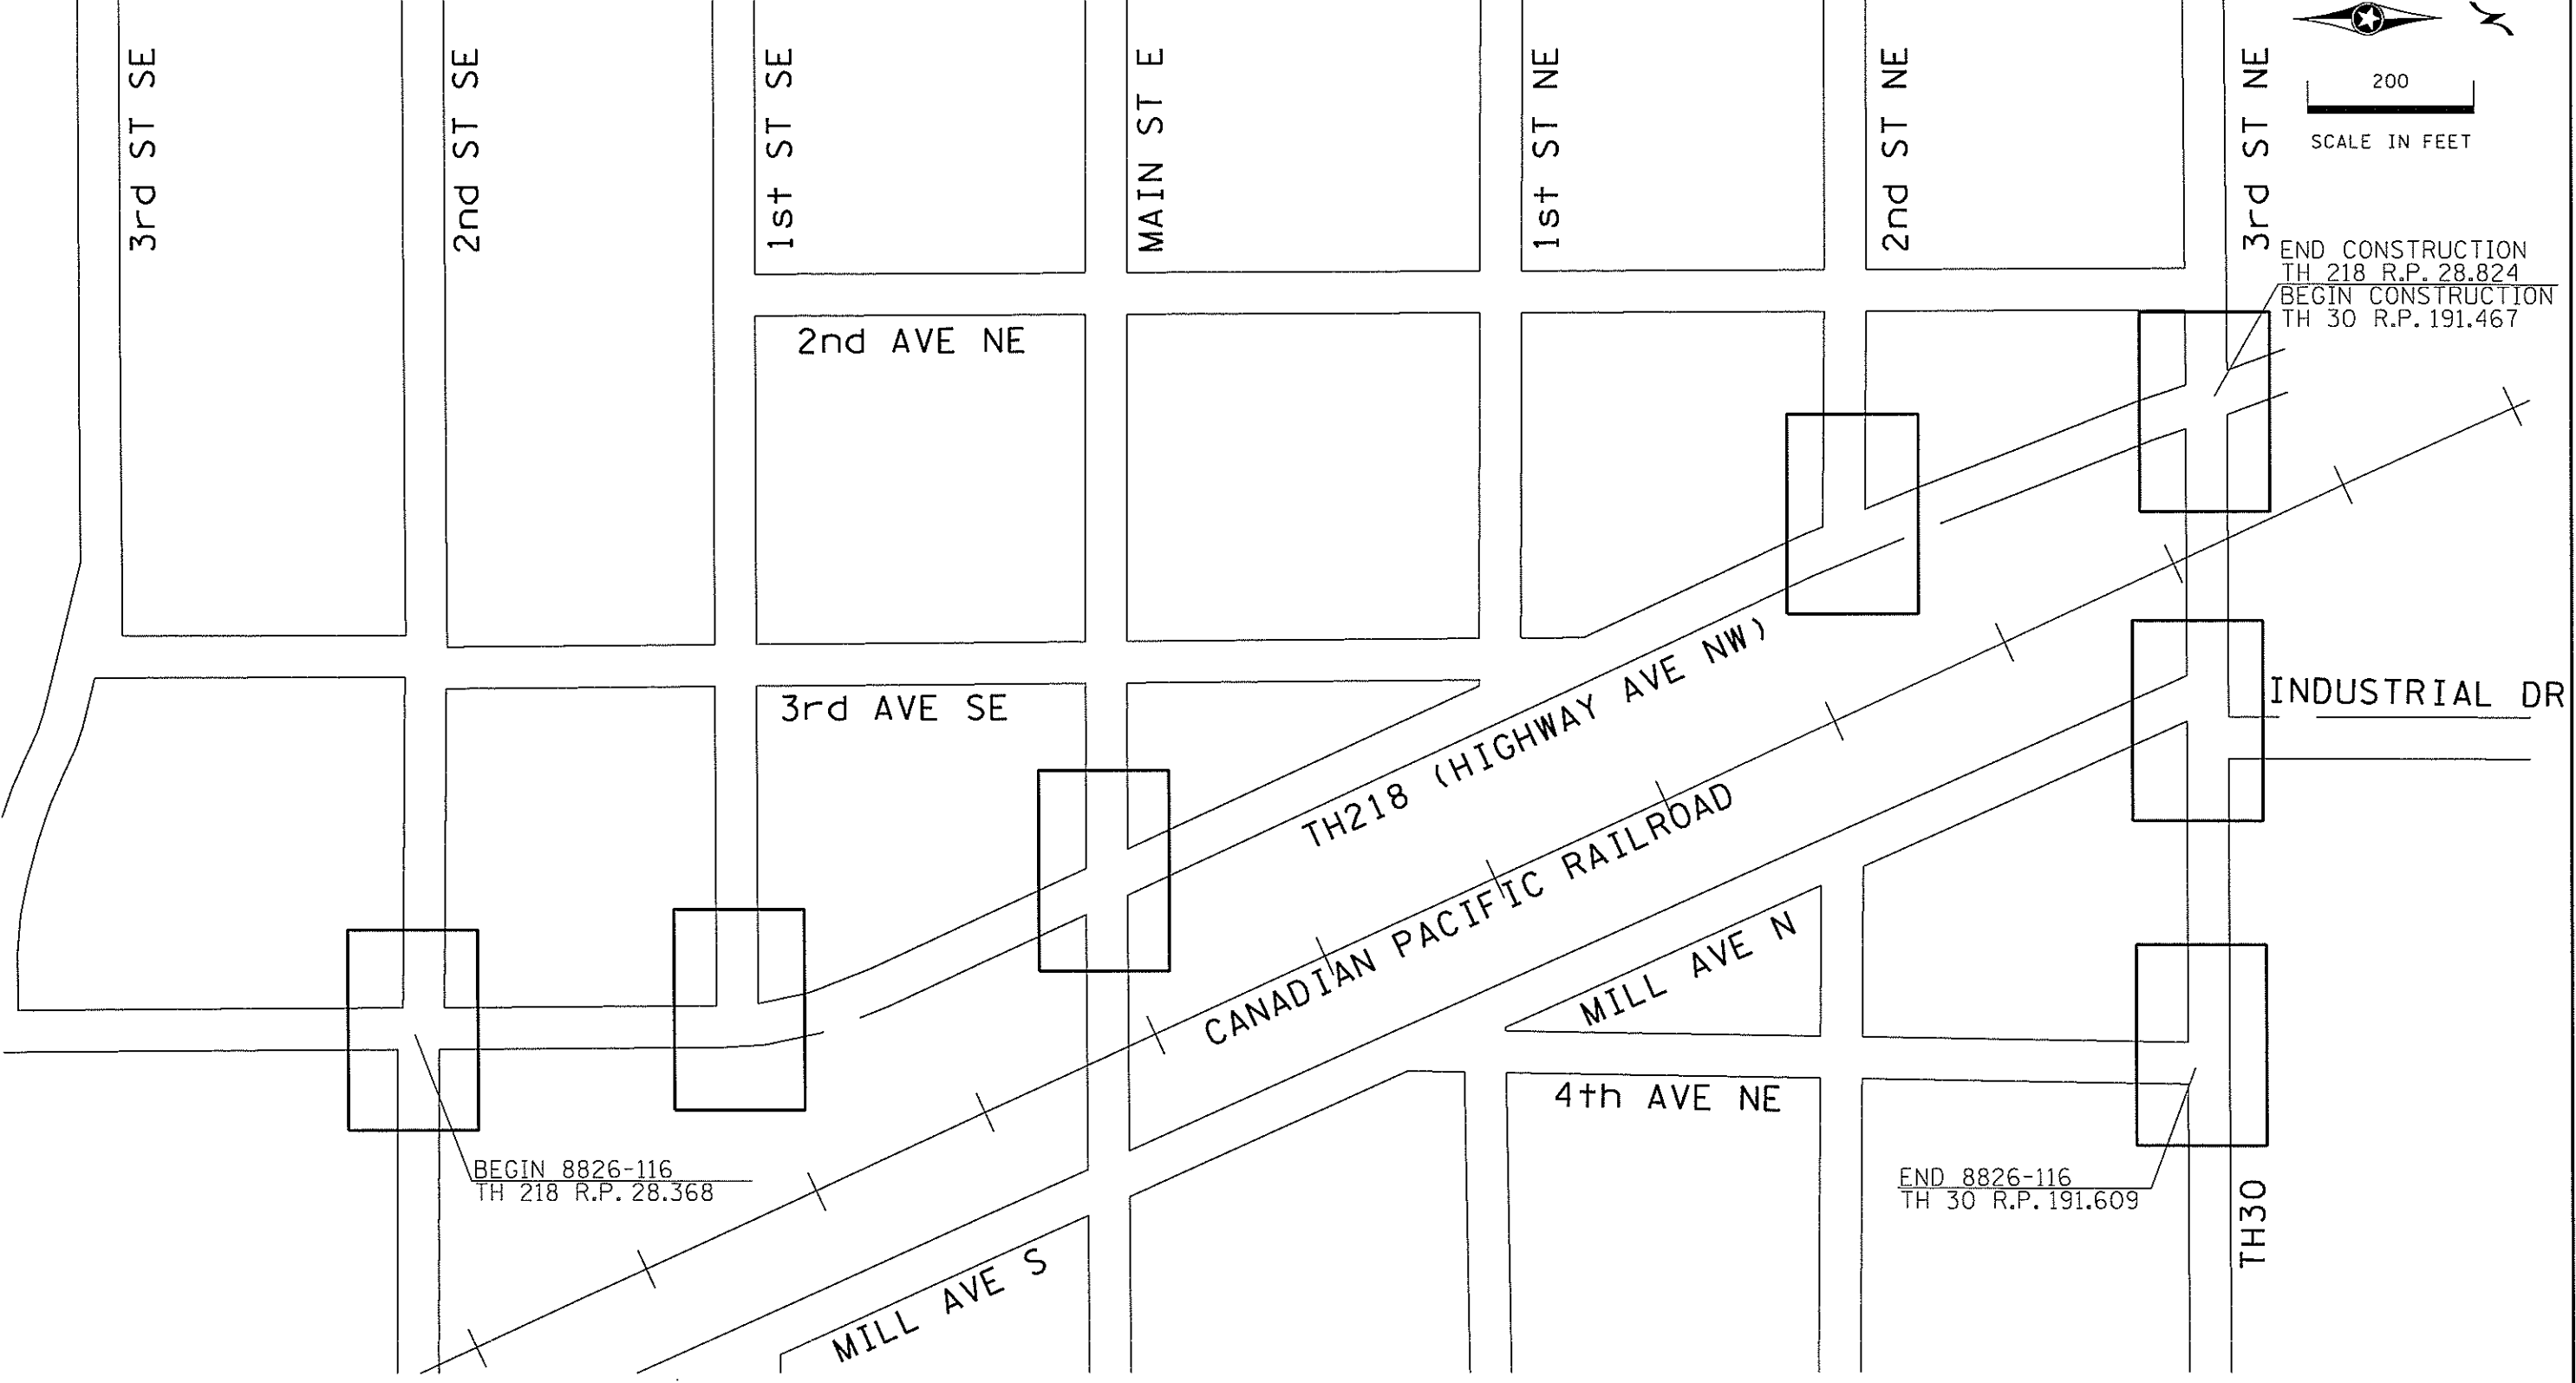 3rd ST SE
2nd ST SE
1st ST SE
MAIN ST E
1st ST NE
2nd ST NE
3rd ST NE
N
200
SCALE IN FEET
END CONSTRUCTION
TH 218 R.P. 28.824
BEGIN CONSTRUCTION
TH 30 R.P. 191.467
2nd AVE NE
3rd AVE SE
TH218 (HIGHWAY AVE NW)
INDUSTRIAL DR
CANADIAN PACIFIC RAILROAD
MILL AVE N
4th AVE NE
BEGIN 8826-116
TH 218 R.P. 28.368
END 8826-116
TH 30 R.P. 191.609
TH30
MILL AVE S